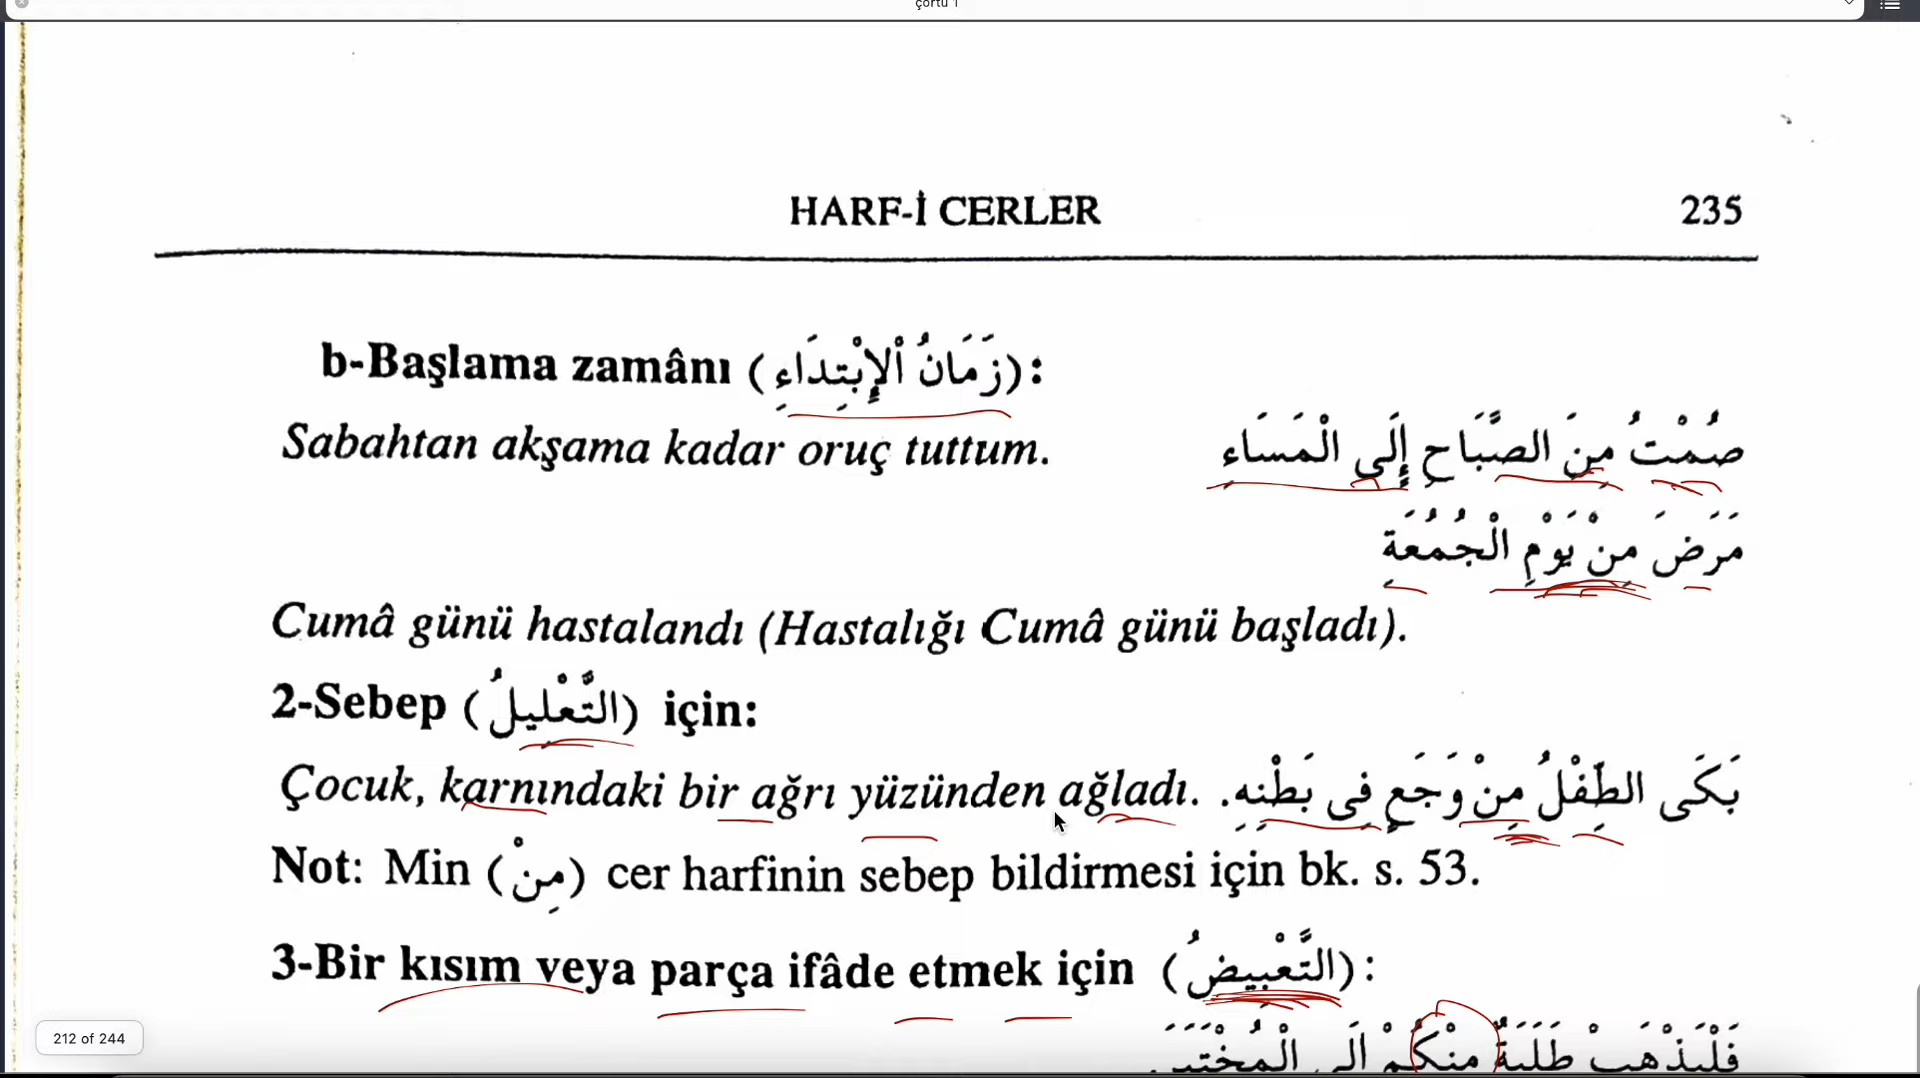 çörtü 1
HARF-İ CERLER 235
b-Başlama zamânı (زَمَانُ اْلإِبْتِدَاءِ):
Sabahtan akşama kadar oruç tuttum. صُمْتُ مِنَ الصَّبَاحِ إِلَى الْمَسَاءِ
مَرَضَ مِنْ يَوْمِ الْجُمُعَةِ
Cumâ günü hastalandı (Hastalığı Cumâ günü başladı).
2-Sebep (التَّعْلِيلُ) için:
Çocuk, karnındaki bir ağrı yüzünden ağladı. بَكَى الطِّفْلُ مِنْ وَجَعٍ فِى بَطْنِهِ.
Not: Min (مِنْ) cer harfinin sebep bildirmesi için bk. s. 53.
3-Bir kısım veya parça ifâde etmek için (التَّعْبِيضُ):
فَلْيَذْهَبْ طَلَبَةٌ مِنْكُمْ اَلَى الْمُخْتَبَرِ
212 of 244